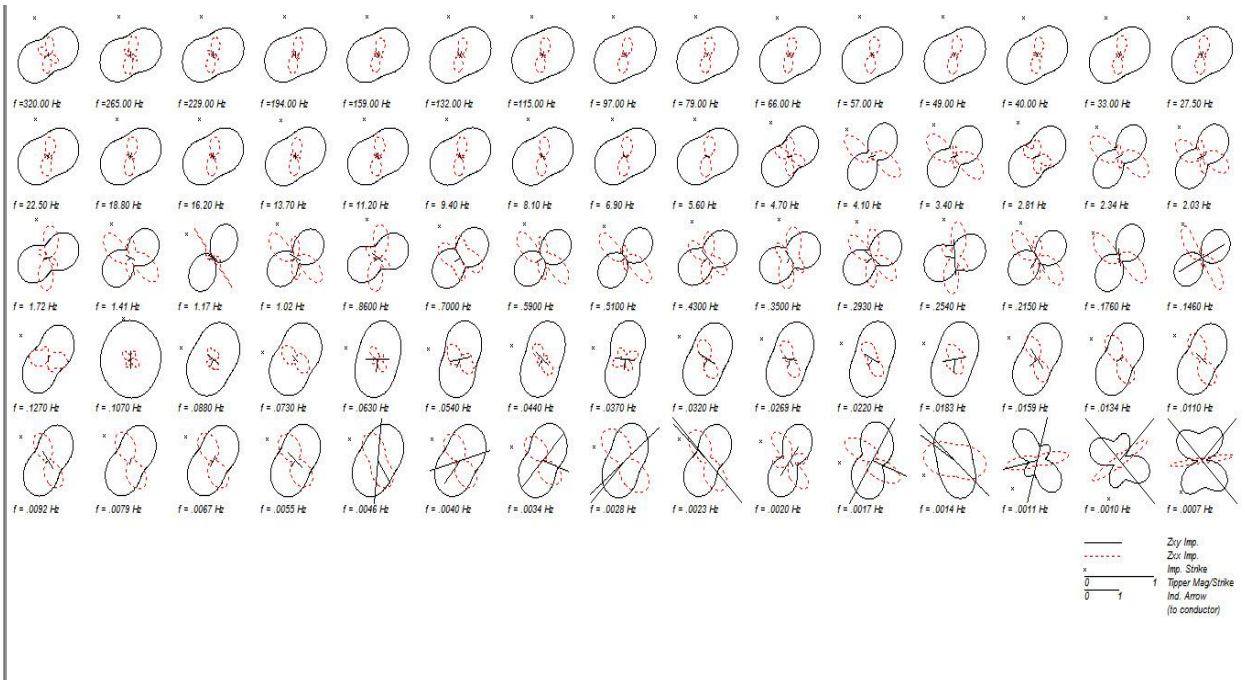 f =320.00 Hz f =265.00 Hz f =229.00 Hz f =194.00 Hz f =159.00 Hz f =132.00 Hz f =115.00 Hz f = 97.00 Hz f = 79.00 Hz f = 66.00 Hz f = 57.00 Hz f = 49.00 Hz f = 40.00 Hz f = 33.00 Hz f = 27.50 Hz
f = 22.50 Hz f = 18.80 Hz f = 16.20 Hz f = 13.70 Hz f = 11.20 Hz f = 9.40 Hz f = 8.10 Hz f = 6.90 Hz f = 5.60 Hz f = 4.70 Hz f = 4.10 Hz f = 3.40 Hz f = 2.81 Hz f = 2.34 Hz f = 2.03 Hz
f = 1.72 Hz f = 1.41 Hz f = 1.17 Hz f = 1.02 Hz f = .8600 Hz f = .7000 Hz f = .5900 Hz f = .5100 Hz f = .4300 Hz f = .3500 Hz f = .2930 Hz f = .2540 Hz f = .2150 Hz f = .1760 Hz f = .1460 Hz
f = .1270 Hz f = .1070 Hz f = .0880 Hz f = .0730 Hz f = .0630 Hz f = .0540 Hz f = .0440 Hz f = .0370 Hz f = .0320 Hz f = .0269 Hz f = .0220 Hz f = .0183 Hz f = .0159 Hz f = .0134 Hz f = .0110 Hz
f = .0092 Hz f = .0079 Hz f = .0067 Hz f = .0055 Hz f = .0046 Hz f = .0040 Hz f = .0034 Hz f = .0028 Hz f = .0023 Hz f = .0020 Hz f = .0017 Hz f = .0014 Hz f = .0011 Hz f = .0010 Hz f = .0007 Hz
Zxy Imp.
Zxx Imp.
x Imp. Strike
0 1 Tipper Mag/Strike
0 1 Ind. Arrow
(to conductor)